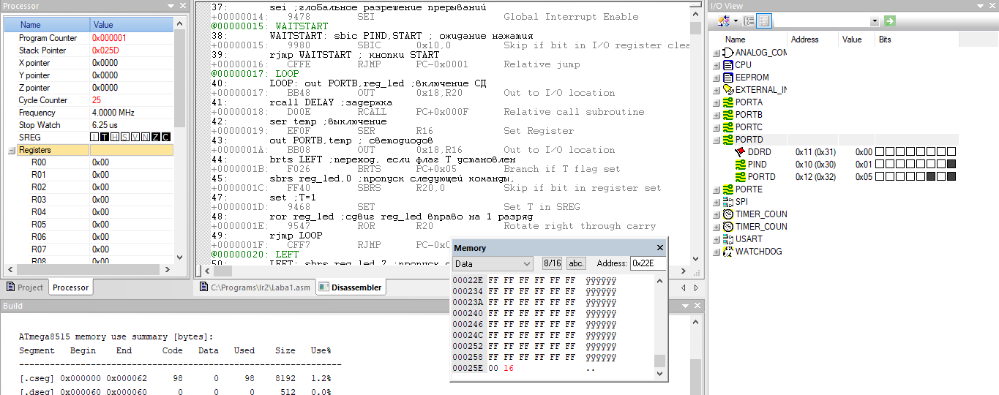 Processor
Name Value
Program Counter 0x000001
Stack Pointer 0x025D
X pointer 0x0000
Y pointer 0x0000
Z pointer 0x0000
Cycle Counter 25
Frequency 4.0000 MHz
Stop Watch 6.25 us
SREG I T H S V N Z C
Registers
R00 0x00
R01 0x00
R02 0x00
R03 0x00
R04 0x00
R05 0x00
R06 0x00
R07 0x00
R08 0x00
Project Processor
37: sei ;глобальное разрешение прерываний
+00000014: 9478 SEI Global Interrupt Enable
@00000015: WAITSTART
38: WAITSTART: sbic PIND,START ; ожидание нажатия
+00000015: 9980 SBIC 0x10,0 Skip if bit in I/O register clea
39: rjmp WAITSTART ; кнопки START
+00000016: CFFE RJMP PC-0x0001 Relative jump
@00000017: LOOP
40: LOOP: out PORTB,reg_led ;включение СД
+00000017: BB48 OUT 0x18,R20 Out to I/O location
41: rcall DELAY ;задержка
+00000018: D00E RCALL PC+0x000F Relative call subroutine
42: ser temp ;выключение
+00000019: EF0F SER R16 Set Register
43: out PORTB,temp ; светодиодов
+0000001A: BB08 OUT 0x18,R16 Out to I/O location
44: brts LEFT ;переход, если флаг T установлен
+0000001B: F026 BRTS PC+0x05 Branch if T flag set
45: sbrs reg_led,0 ;пропуск следующей команды,
+0000001C: FF40 SBRS R20,0 Skip if bit in register set
47: set ;T=1
+0000001D: 9468 SET Set T in SREG
48: ror reg_led ;сдвиг reg_led вправо на 1 разряд
+0000001E: 9547 ROR R20 Rotate right through carry
49: rjmp LOOP
+0000001F: CFF7 RJMP PC-0x0
@00000020: LEFT
50: LEFT: sbrs reg_led,7 ;пропуск
C:\Programs\lr2\Laba1.asm Disassembler
Memory
Data 8/16 abc. Address: 0x22E
00022E FF FF FF FF FF FF ÿÿÿÿÿÿ
000234 FF FF FF FF FF FF ÿÿÿÿÿÿ
00023A FF FF FF FF FF FF ÿÿÿÿÿÿ
000240 FF FF FF FF FF FF ÿÿÿÿÿÿ
000246 FF FF FF FF FF FF ÿÿÿÿÿÿ
00024C FF FF FF FF FF FF ÿÿÿÿÿÿ
000252 FF FF FF FF FF FF ÿÿÿÿÿÿ
000258 FF FF FF FF FF FF ÿÿÿÿÿÿ
00025E 00 16 ..
Build
ATmega8515 memory use summary [bytes]:
Segment Begin End Code Data Used Size Use%
---------------------------------------------------------------
[.cseg] 0x000000 0x000062 98 0 98 8192 1.2%
[.dseg] 0x000060 0x000060 0 0 0 512 0.0%
I/O View
Name Address Value Bits
ANALOG_COM
CPU
EEPROM
EXTERNAL_IN
PORTA
PORTB
PORTC
PORTD
DDRD 0x11 (0x31) 0x00
PIND 0x10 (0x30) 0x01
PORTD 0x12 (0x32) 0x05
PORTE
SPI
TIMER_COUN
TIMER_COUN
USART
WATCHDOG